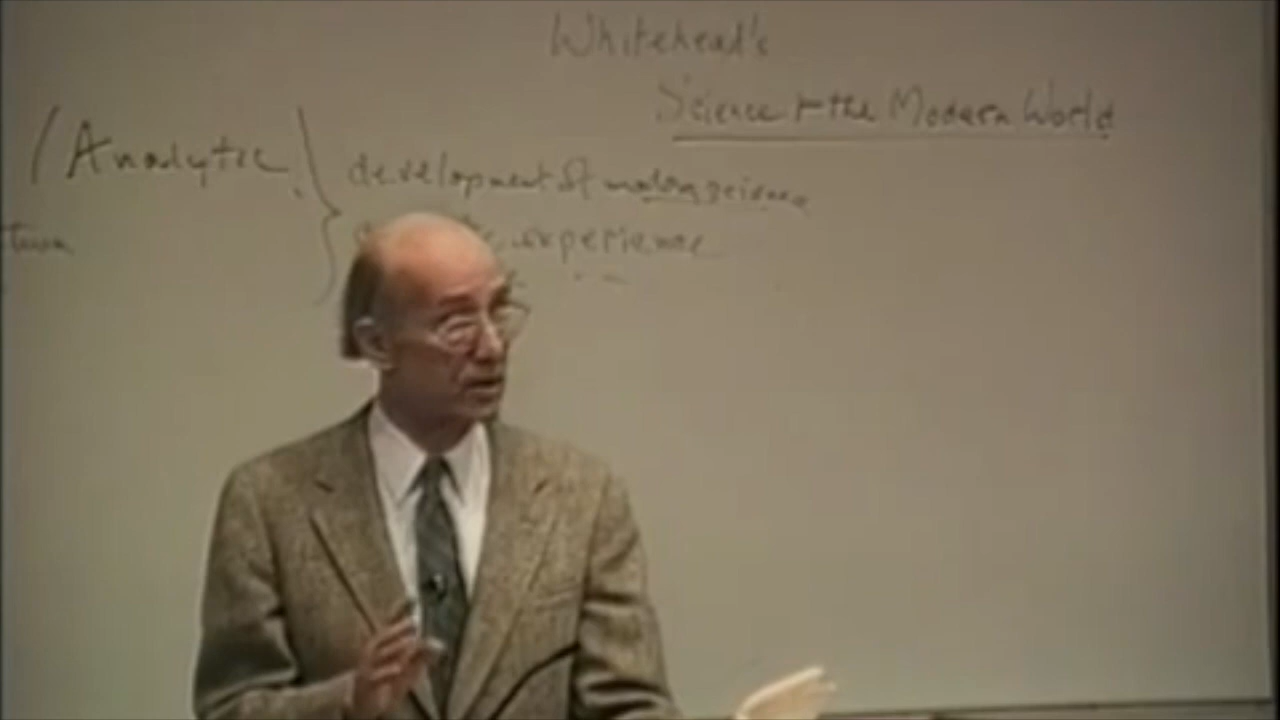 Whitehead's
Science + the Modern World
(Analytic
development of modern science
experience